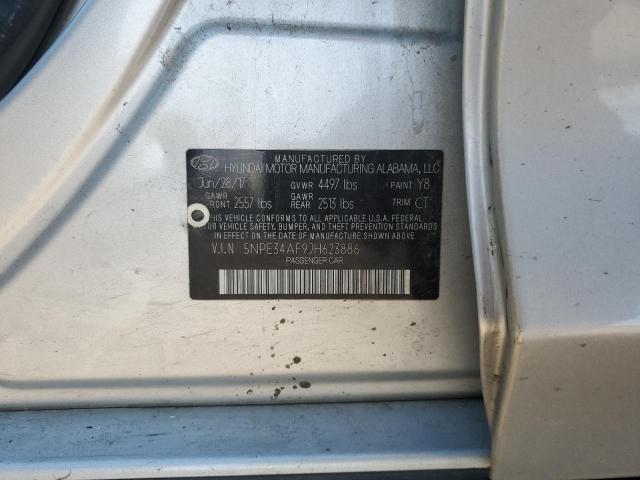 MANUFACTURED BY
HYUNDAI MOTOR MANUFACTURING ALABAMA, LLC
Jun/28/17 GVWR 4497 lbs PAINT Y8
GAWR FRONT 2557 lbs GAWR REAR 2513 lbs TRIM CT
THIS VEHICLE CONFORMS TO ALL APPLICABLE U.S.A. FEDERAL
MOTOR VEHICLE SAFETY, BUMPER, AND THEFT PREVENTION
STANDARDS IN EFFECT ON THE DATE OF MANUFACTURE SHOWN ABOVE.
V.I.N 5NPE34AF9JH623886
PASSENGER CAR